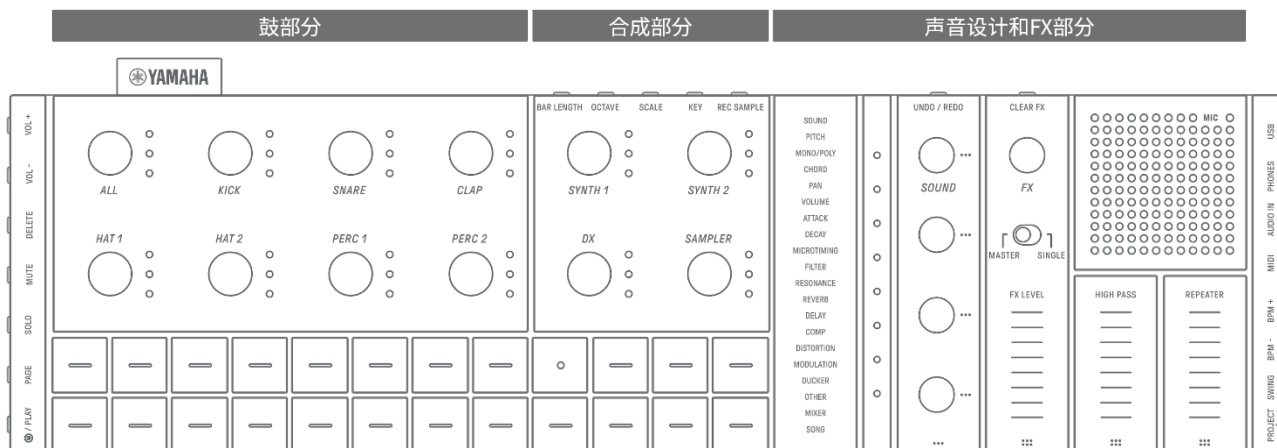 鼓部分
合成部分
声音设计和FX部分
YAMAHA
BAR LENGTH
OCTAVE
SCALE
KEY
REC SAMPLE
UNDO / REDO
CLEAR FX
MIC
ALL
KICK
SNARE
CLAP
SYNTH 1
SYNTH 2
HAT 1
HAT 2
PERC 1
PERC 2
DX
SAMPLER
SOUND
PITCH
MONO/POLY
CHORD
PAN
VOLUME
ATTACK
DECAY
MICROTIMING
FILTER
RESONANCE
REVERB
DELAY
COMP
DISTORTION
MODULATION
DUCKER
OTHER
MIXER
SONG
SOUND
FX
MASTER
SINGLE
FX LEVEL
HIGH PASS
REPEATER
VOL +
VOL -
DELETE
MUTE
SOLO
PAGE
/ PLAY
USB
PHONES
AUDIO IN
MIDI
BPM +
BPM -
SWING
PROJECT